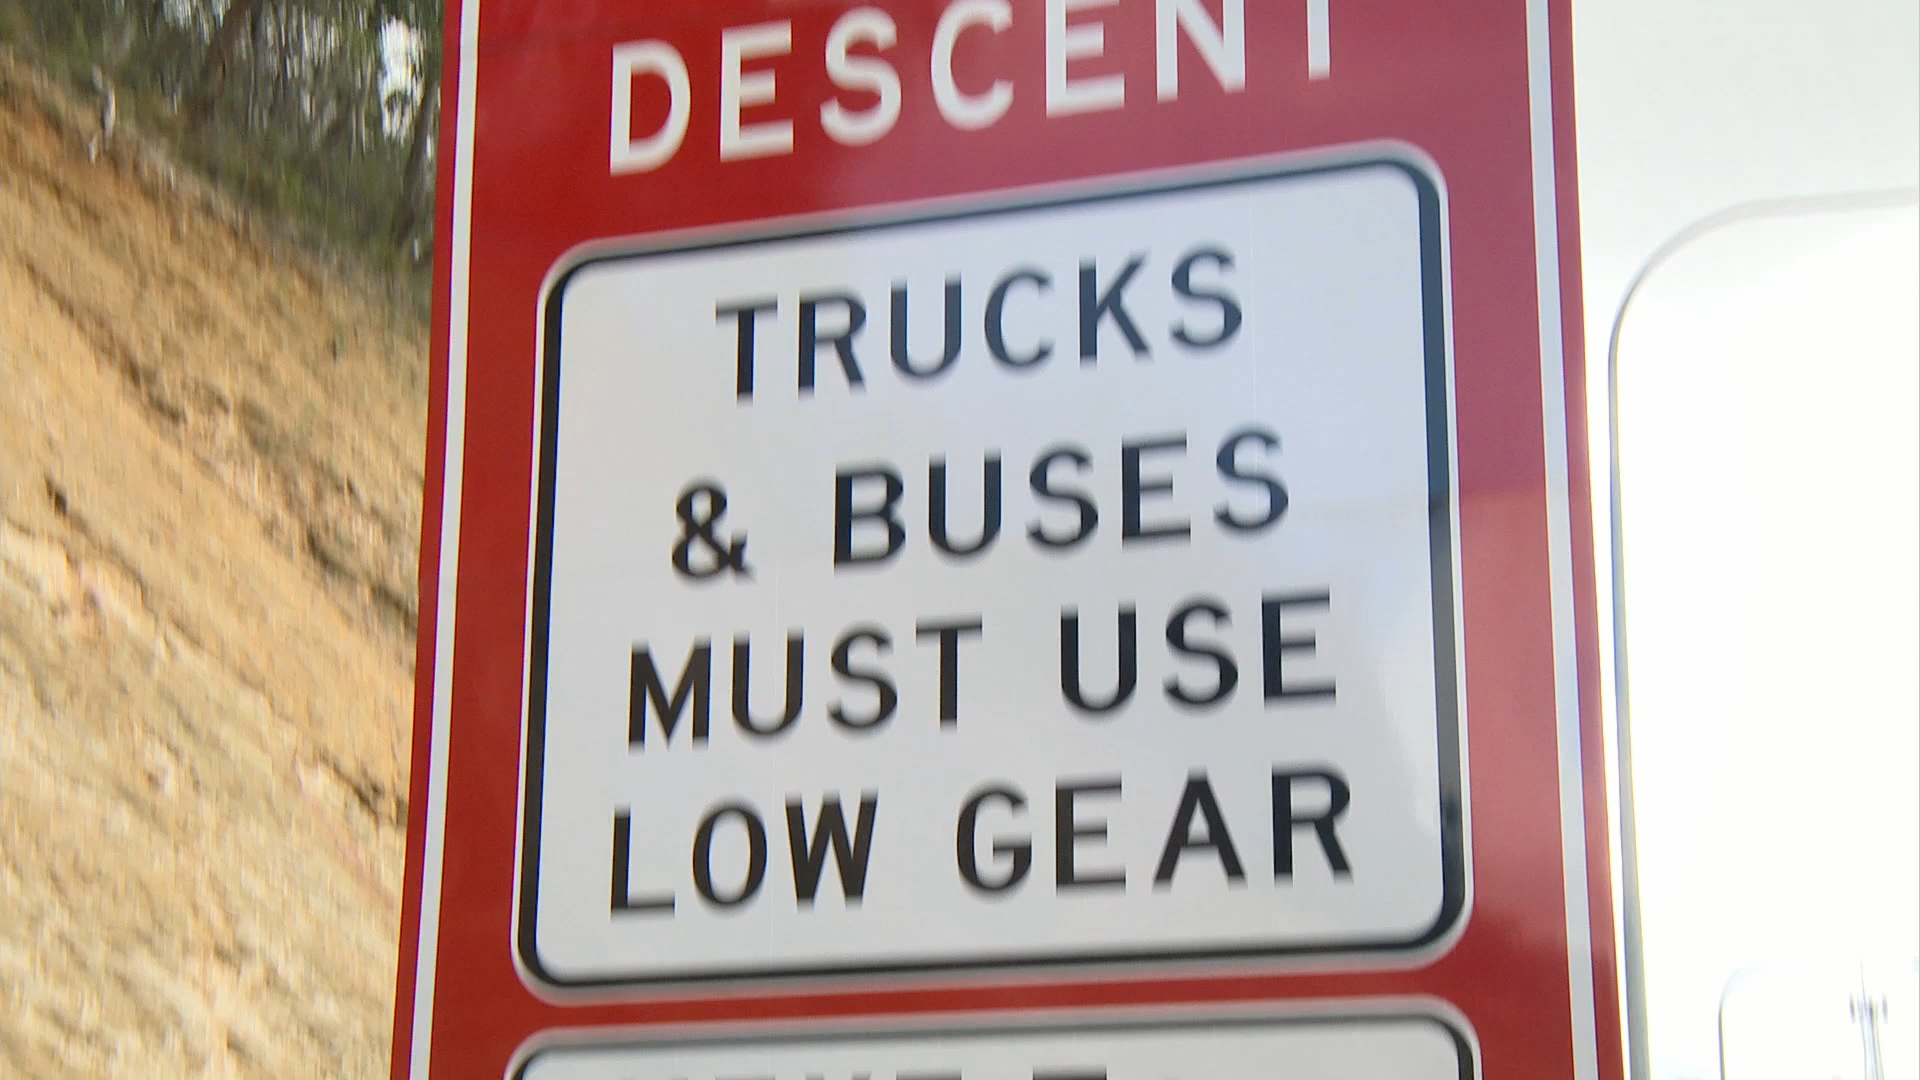 DESCENT
TRUCKS
& BUSES
MUST USE
LOW GEAR